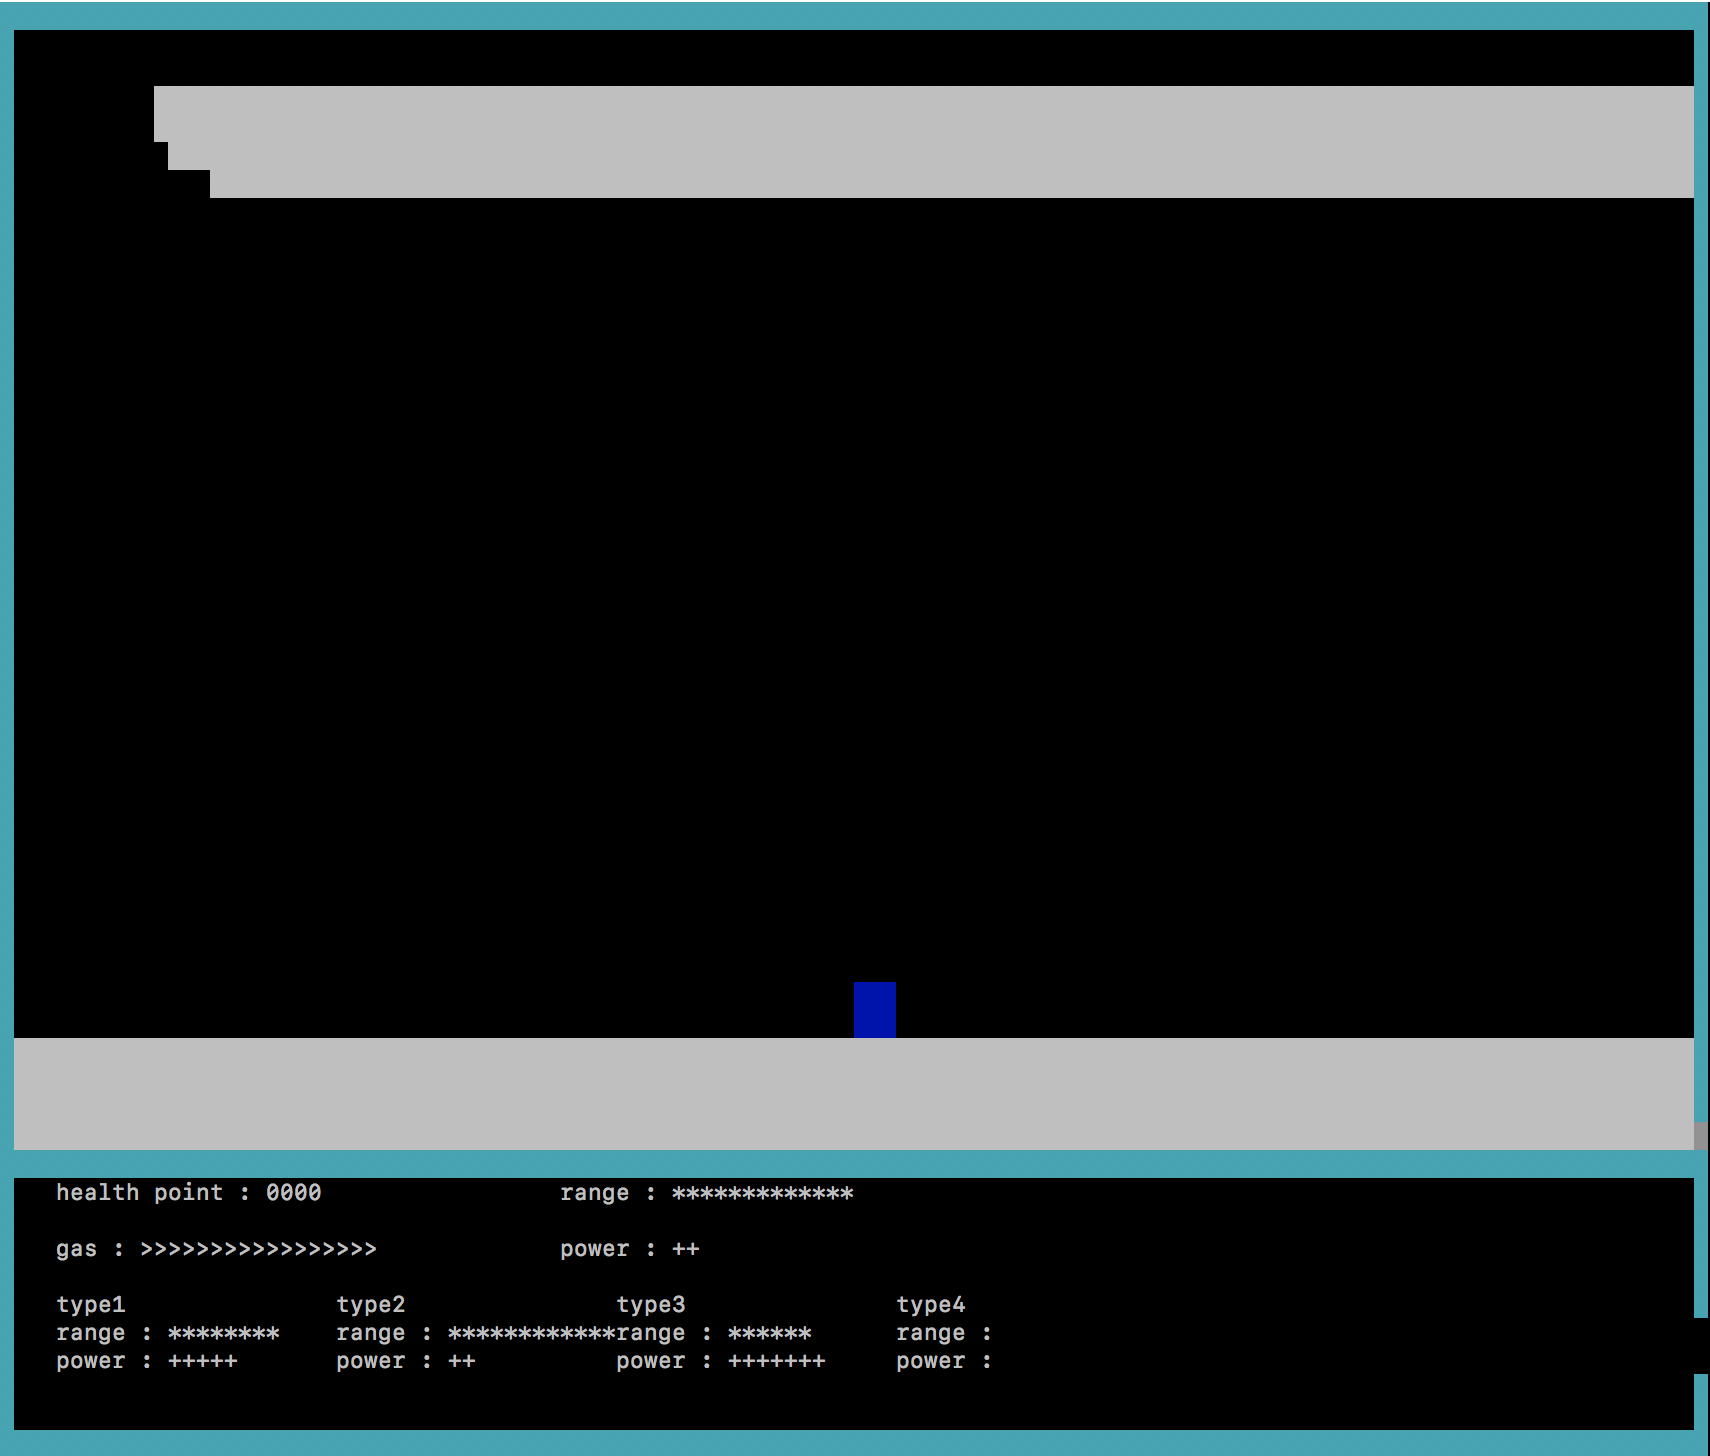 health point : 0000                 range : *************
gas : >>>>>>>>>>>>>>>>>             power : ++
type1               type2               type3               type4
range : ********    range : ************range : ******      range :
power : +++++       power : ++          power : +++++++     power :